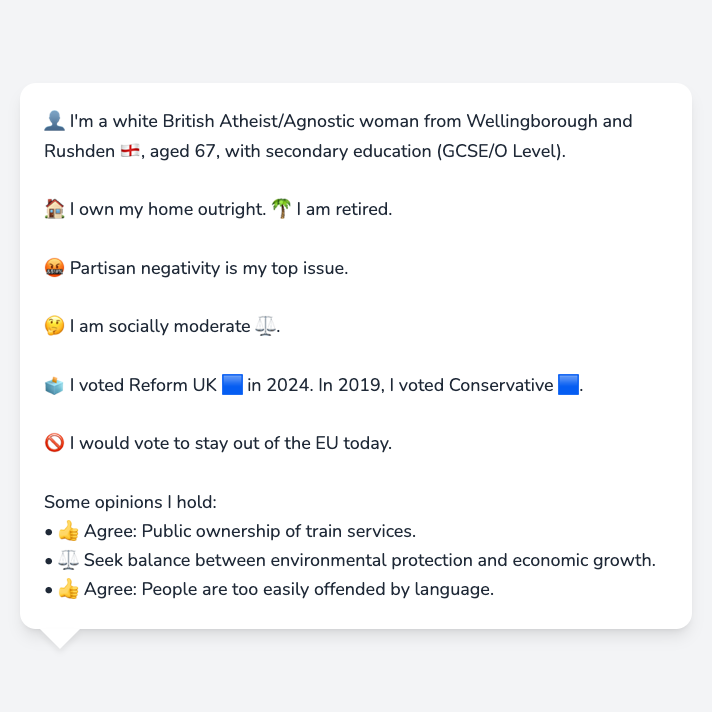 👤 I'm a white British Atheist/Agnostic woman from Wellingborough and
Rushden 🏴󠁧󠁢󠁥󠁮󠁧󠁿, aged 67, with secondary education (GCSE/O Level).
🏠 I own my home outright. 🌴 I am retired.
🤬 Partisan negativity is my top issue.
🤔 I am socially moderate ⚖️.
🗳️ I voted Reform UK 🟦 in 2024. In 2019, I voted Conservative 🟦.
🚫 I would vote to stay out of the EU today.
Some opinions I hold:
• 👍 Agree: Public ownership of train services.
• ⚖️ Seek balance between environmental protection and economic growth.
• 👍 Agree: People are too easily offended by language.